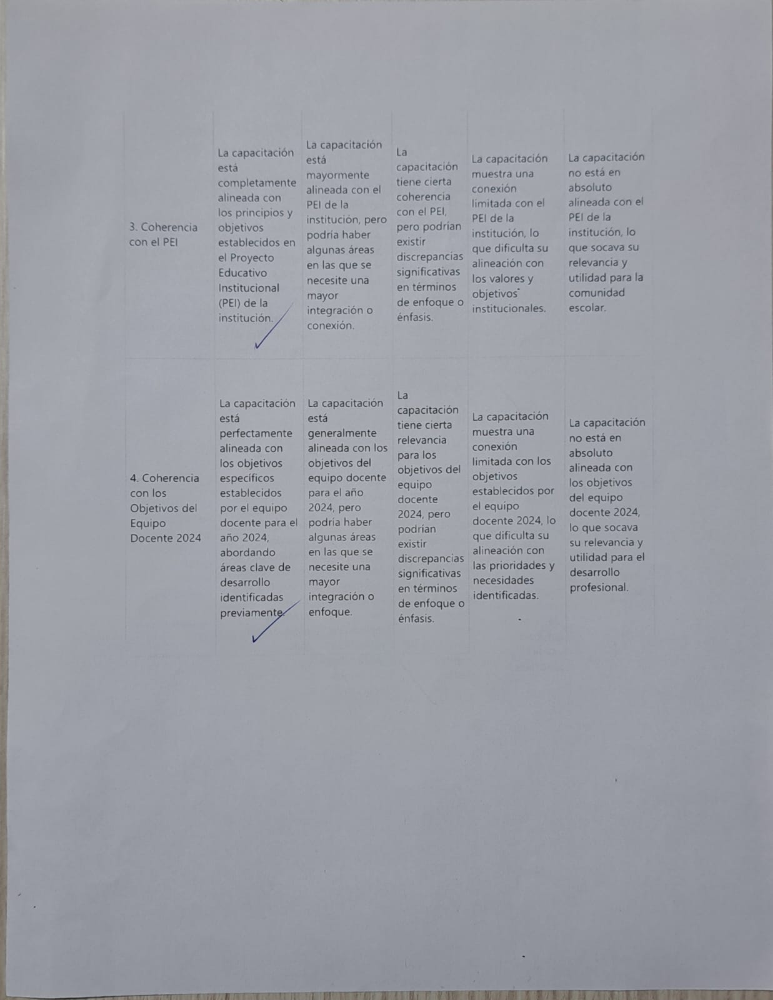 3. Coherencia
con el PEI
La capacitación
está
completamente
alineada con
los principios y
objetivos
establecidos en
el Proyecto
Educativo
Institucional
(PEI) de la
institución.
La capacitación
está
mayormente
alineada con el
PEI de la
institución, pero
podría haber
algunas áreas
en las que se
necesite una
mayor
integración o
conexión.
La
capacitación
tiene cierta
coherencia
con el PEI,
pero podrían
existir
discrepancias
significativas
en términos
de enfoque o
énfasis.
La capacitación
muestra una
conexión
limitada con el
PEI de la
institución, lo
que dificulta su
alineación con
los valores y
objetivos
institucionales.
La capacitación
no está en
absoluto
alineada con el
PEI de la
institución, lo
que socava su
relevancia y
utilidad para la
comunidad
escolar.
4. Coherencia
con los
Objetivos del
Equipo
Docente 2024
La capacitación
está
perfectamente
alineada con
los objetivos
específicos
establecidos
por el equipo
docente para el
año 2024,
abordando
áreas clave de
desarrollo
identificadas
previamente.
La capacitación
está
generalmente
alineada con los
objetivos del
equipo docente
para el año
2024, pero
podría haber
algunas áreas
en las que se
necesite una
mayor
integración o
enfoque.
La
capacitación
tiene cierta
relevancia
para los
objetivos del
equipo
docente
2024, pero
podrían
existir
discrepancias
significativas
en términos
de enfoque o
énfasis.
La capacitación
muestra una
conexión
limitada con los
objetivos
establecidos por
el equipo
docente 2024, lo
que dificulta su
alineación con
las prioridades y
necesidades
identificadas.
La capacitación
no está en
absoluto
alineada con
los objetivos
del equipo
docente 2024,
lo que socava
su relevancia y
utilidad para el
desarrollo
profesional.